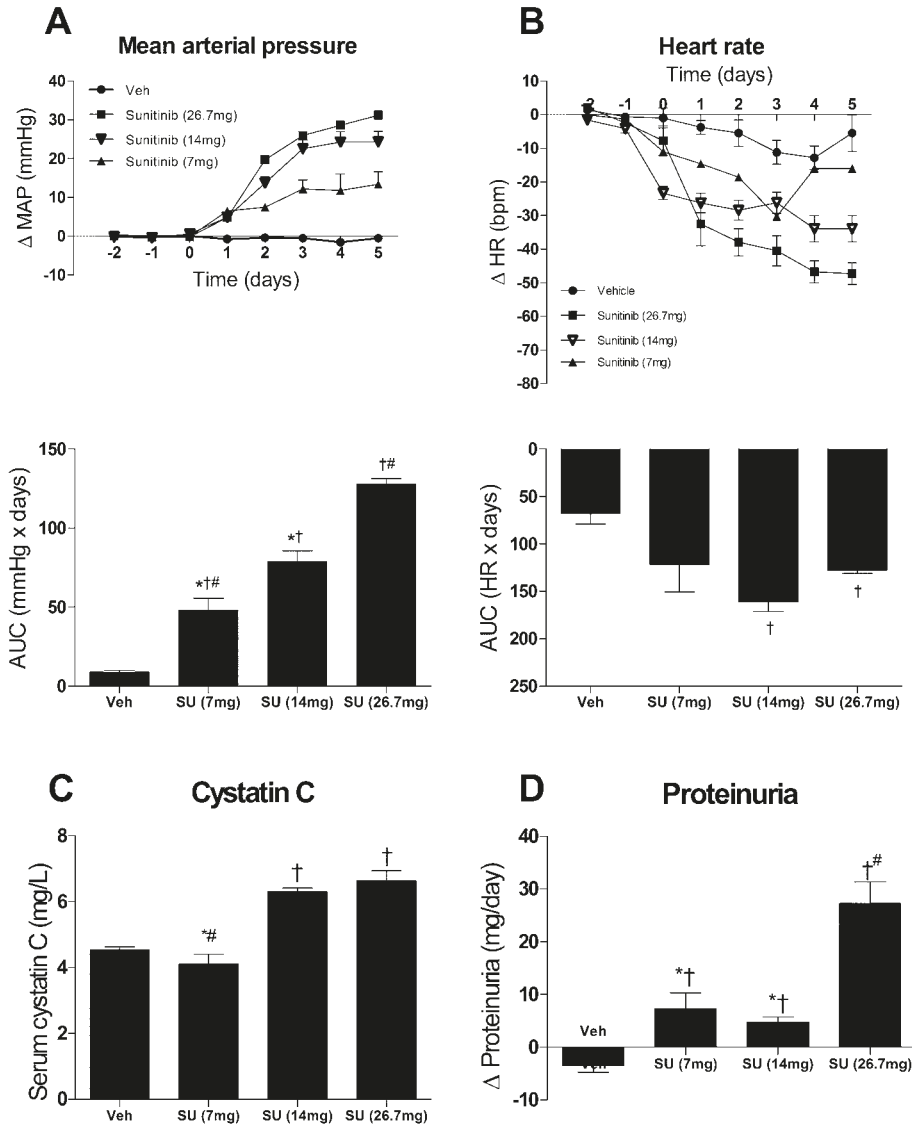 A
Mean arterial pressure
40
30
20
10
0
-10
Δ MAP (mmHg)
Veh
Sunitinib (26.7mg)
Sunitinib (14mg)
Sunitinib (7mg)
-2 -1 0 1 2 3 4 5
Time (days)
B
Heart rate
Time (days)
-2 -1 0 1 2 3 4 5
10
0
-10
-20
-30
-40
-50
-60
-70
-80
Δ HR (bpm)
Vehicle
Sunitinib (26.7mg)
Sunitinib (14mg)
Sunitinib (7mg)
150
100
50
0
AUC (mmHg x days)
*†#
*†
†#
Veh SU (7mg) SU (14mg) SU (26.7mg)
0
50
100
150
200
250
AUC (HR x days)
†
†
Veh SU (7mg) SU (14mg) SU (26.7mg)
C
Cystatin C
8
6
4
2
0
Serum cystatin C (mg/L)
*#
†
†
Veh SU (7mg) SU (14mg) SU (26.7mg)
D
Proteinuria
40
30
20
10
0
-10
Δ Proteinuria (mg/day)
*†
*†
†#
Veh
Veh SU (7mg) SU (14mg) SU (26.7mg)